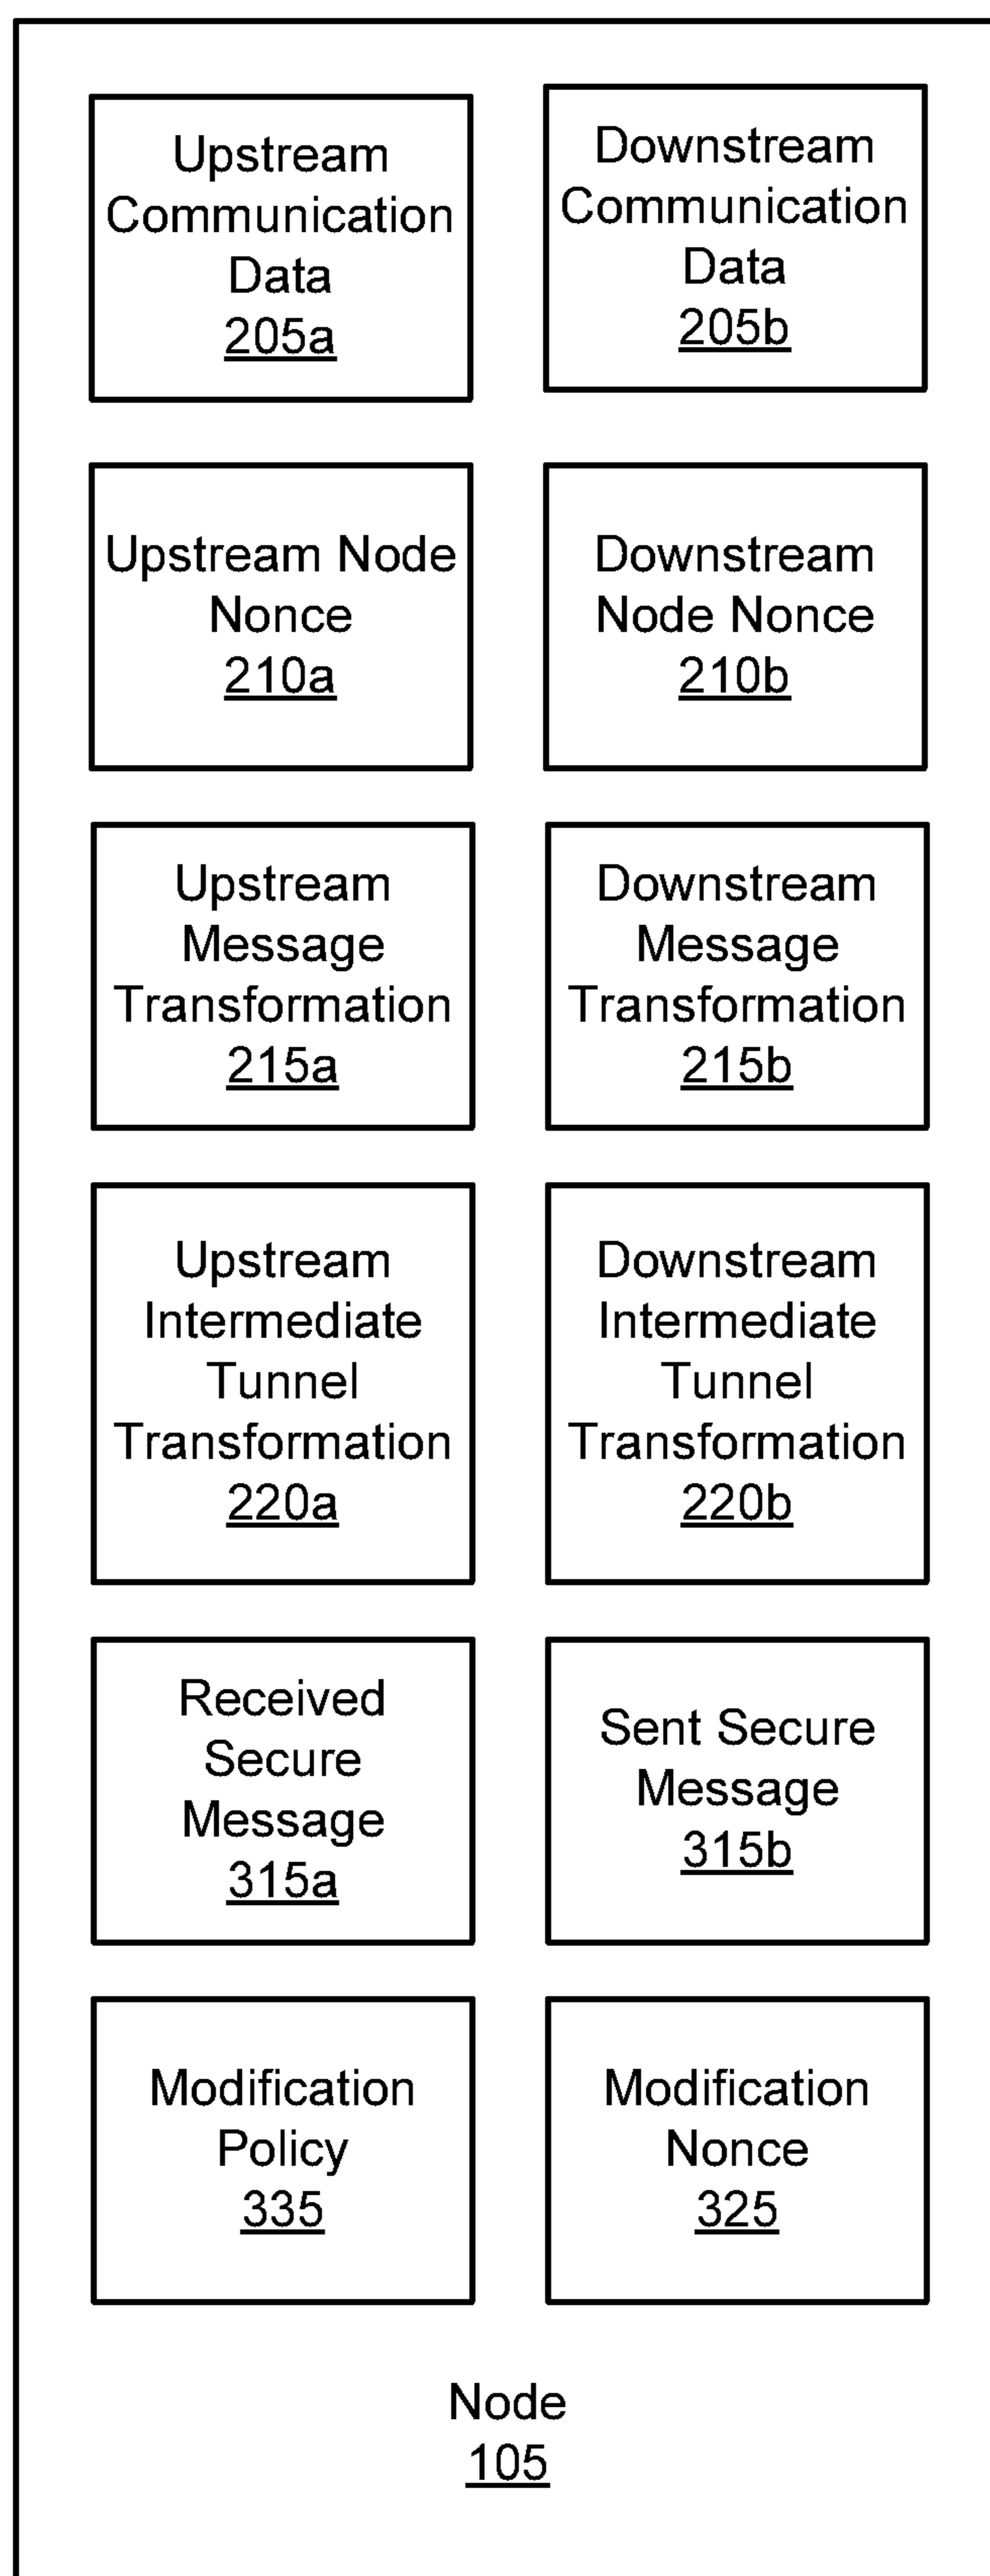 Upstream
Communication
Data
205a
Downstream
Communication
Data
205b
Upstream Node
Nonce
210a
Downstream
Node Nonce
210b
Upstream
Message
Transformation
215a
Downstream
Message
Transformation
215b
Upstream
Intermediate
Tunnel
Transformation
220a
Downstream
Intermediate
Tunnel
Transformation
220b
Received
Secure
Message
315a
Sent Secure
Message
315b
Modification
Policy
335
Modification
Nonce
325
Node
105